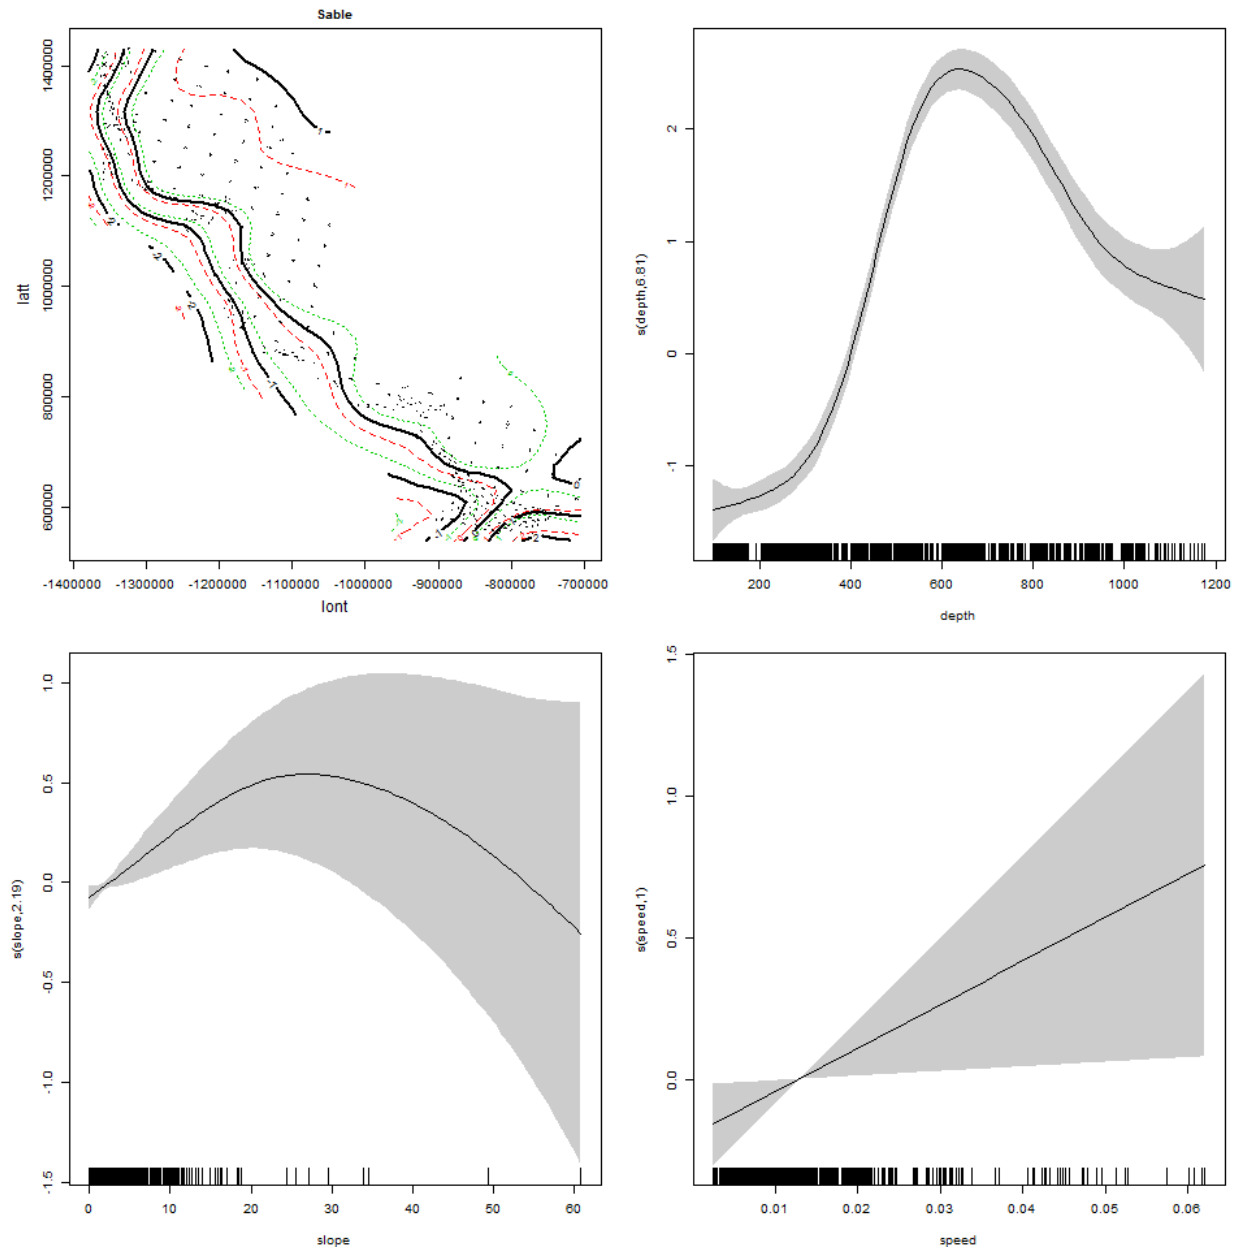 Sable
latt
600000 800000 1000000 1200000 1400000
-1400000 -1300000 -1200000 -1100000 -1000000 -900000 -800000 -700000
lont
s(depth,6.81)
-1 0 1 2
200 400 600 800 1000 1200
depth
s(slope,2.19)
-1.5 -1.0 -0.5 0.0 0.5 1.0
0 10 20 30 40 50 60
slope
s(speed,1)
0.0 0.5 1.0 1.5
0.01 0.02 0.03 0.04 0.05 0.06
speed